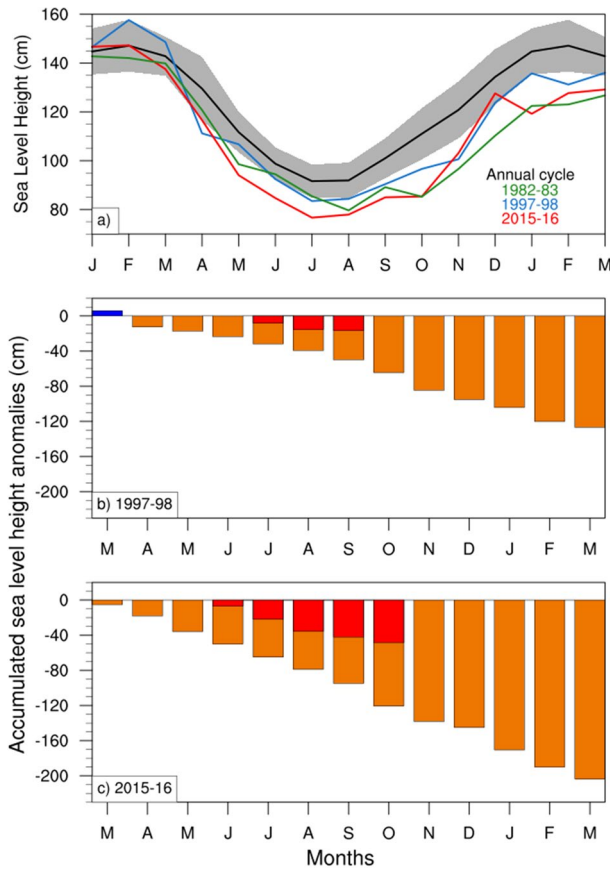 Sea Level Height (cm)
160
140
120
100
80
Annual cycle
1982-83
1997-98
2015-16
a)
J F M A M J J A S O N D J F M
Accumulated sea level height anomalies (cm)
0
-40
-80
-120
-160
-200
b) 1997-98
M A M J J A S O N D J F M
0
-40
-80
-120
-160
-200
c) 2015-16
M A M J J A S O N D J F M
Months